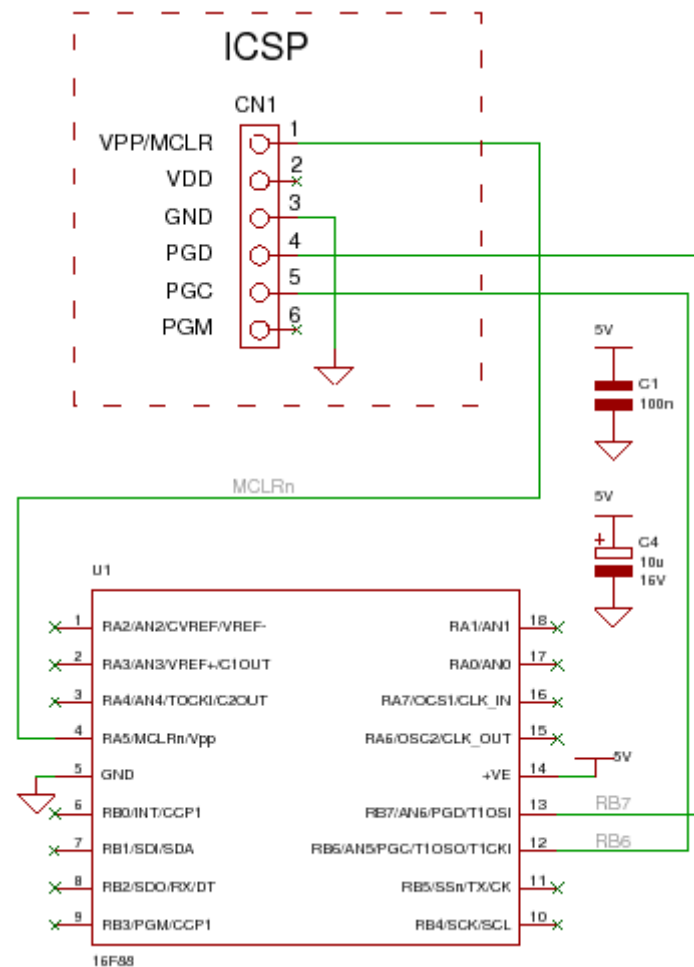 ICSP
CN1
VPP/MCLR 1
VDD 2
GND 3
PGD 4
PGC 5
PGM 6
5V
C1
100n
MCLRn
5V
+
C4
10u
16V
U1
1 RA2/AN2/CVREF/VREF- RA1/AN1 18
2 RA3/AN3/VREF+/C1OUT RA0/AN0 17
3 RA4/AN4/TOCKI/C2OUT RA7/OCS1/CLK_IN 16
4 RA5/MCLRn/Vpp RA6/OSC2/CLK_OUT 15
5 GND +VE 14 5V
6 RB0/INT/CCP1 RB7/AN6/PGD/T1OSI 13 RB7
7 RB1/SDI/SDA RB6/AN5/PGC/T1OSO/T1CKI 12 RB6
8 RB2/SDO/RX/DT RB5/SSn/TX/CK 11
9 RB3/PGM/CCP1 RB4/SCK/SCL 10
16F88